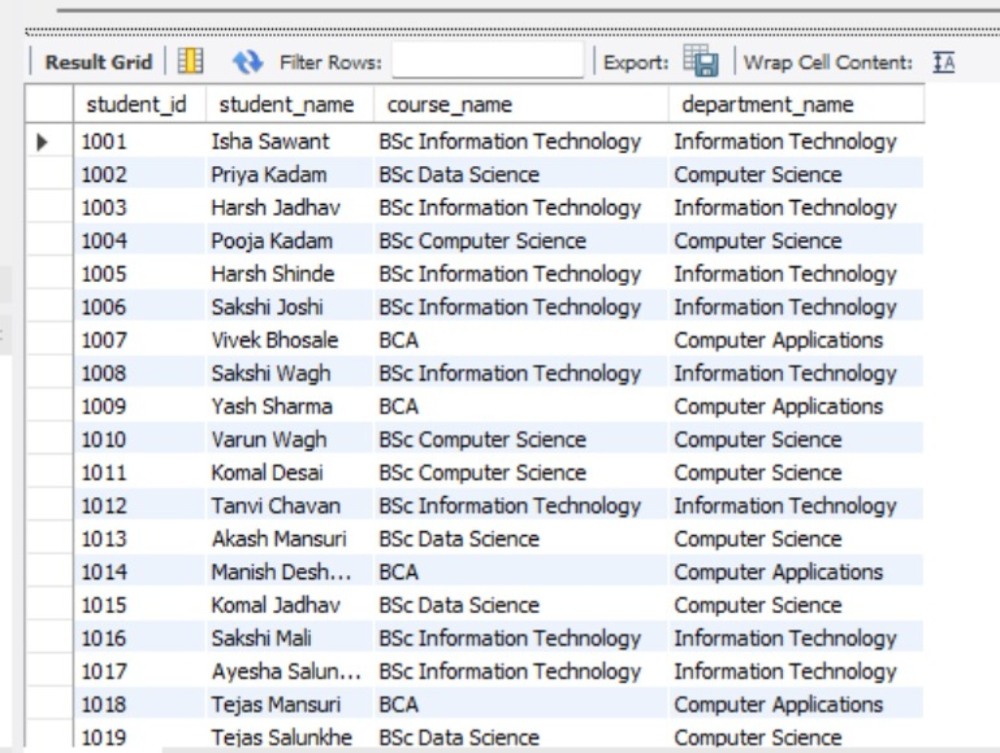 Result Grid Filter Rows: Export: Wrap Cell Content:
student_id student_name course_name department_name
1001 Isha Sawant BSc Information Technology Information Technology
1002 Priya Kadam BSc Data Science Computer Science
1003 Harsh Jadhav BSc Information Technology Information Technology
1004 Pooja Kadam BSc Computer Science Computer Science
1005 Harsh Shinde BSc Information Technology Information Technology
1006 Sakshi Joshi BSc Information Technology Information Technology
1007 Vivek Bhosale BCA Computer Applications
1008 Sakshi Wagh BSc Information Technology Information Technology
1009 Yash Sharma BCA Computer Applications
1010 Varun Wagh BSc Computer Science Computer Science
1011 Komal Desai BSc Computer Science Computer Science
1012 Tanvi Chavan BSc Information Technology Information Technology
1013 Akash Mansuri BSc Data Science Computer Science
1014 Manish Desh... BCA Computer Applications
1015 Komal Jadhav BSc Data Science Computer Science
1016 Sakshi Mali BSc Information Technology Information Technology
1017 Ayesha Salun... BSc Information Technology Information Technology
1018 Tejas Mansuri BCA Computer Applications
1019 Tejas Salunkhe BSc Data Science Computer Science